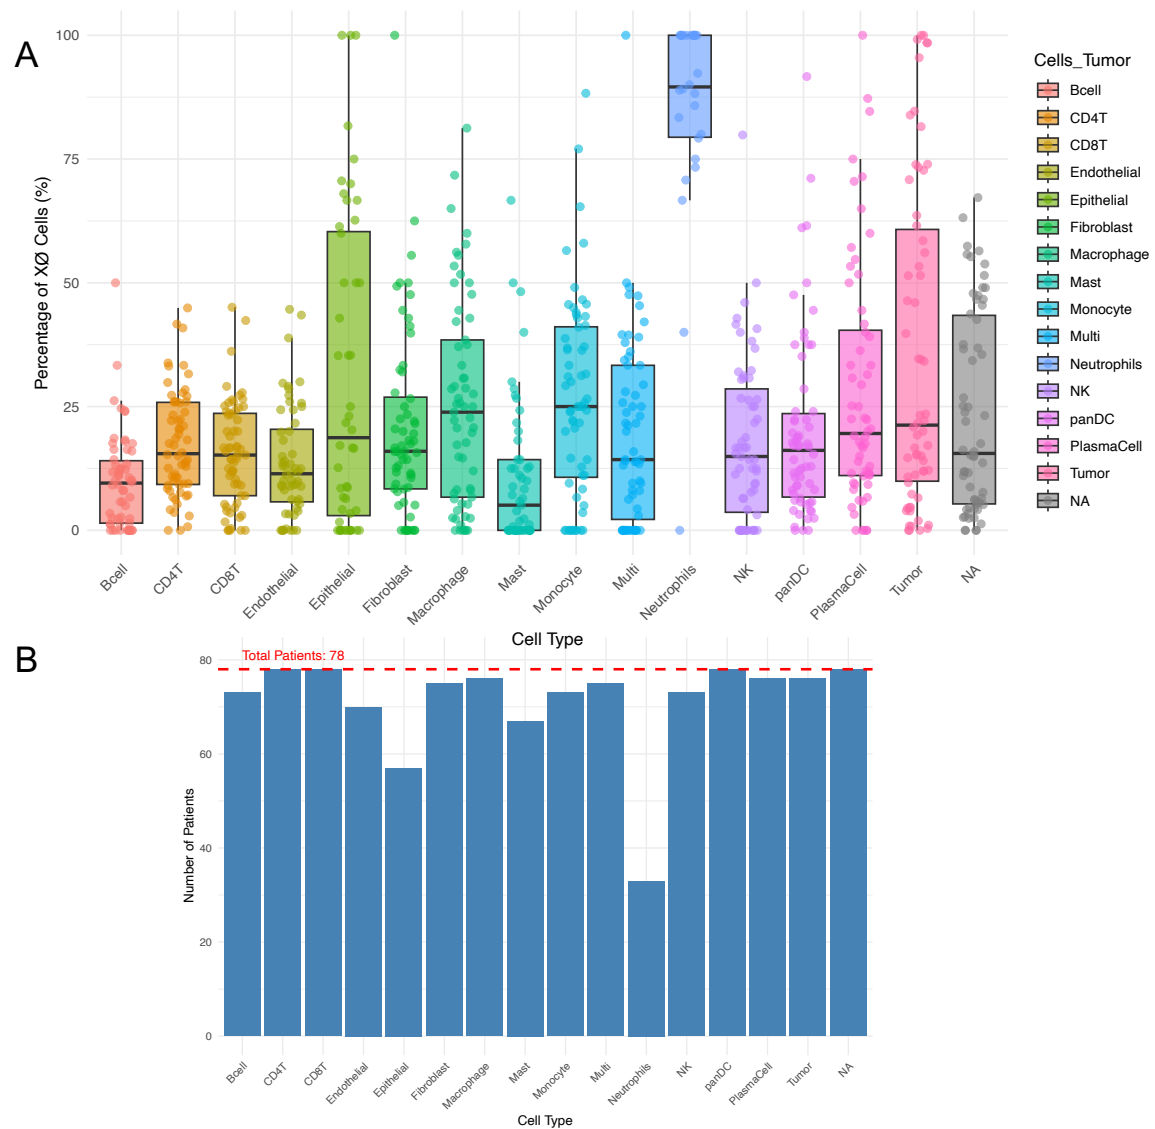 A
Percentage of XØ Cells (%)
100
75
50
25
0
Bcell
CD4T
CD8T
Endothelial
Epithelial
Fibroblast
Macrophage
Mast
Monocyte
Multi
Neutrophils
NK
panDC
PlasmaCell
Tumor
NA
Cell Type
Cells_Tumor
Bcell
CD4T
CD8T
Endothelial
Epithelial
Fibroblast
Macrophage
Mast
Monocyte
Multi
Neutrophils
NK
panDC
PlasmaCell
Tumor
NA
B
Total Patients: 78
Number of Patients
80
60
40
20
0
Bcell
CD4T
CD8T
Endothelial
Epithelial
Fibroblast
Macrophage
Mast
Monocyte
Multi
Neutrophils
NK
panDC
PlasmaCell
Tumor
NA
Cell Type